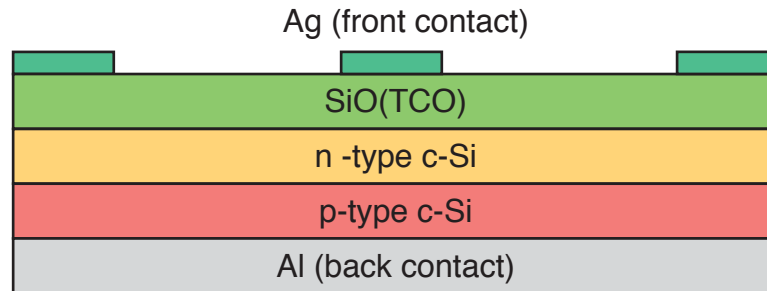 Ag (front contact)
SiO(TCO)
n -type c-Si
p-type c-Si
Al (back contact)